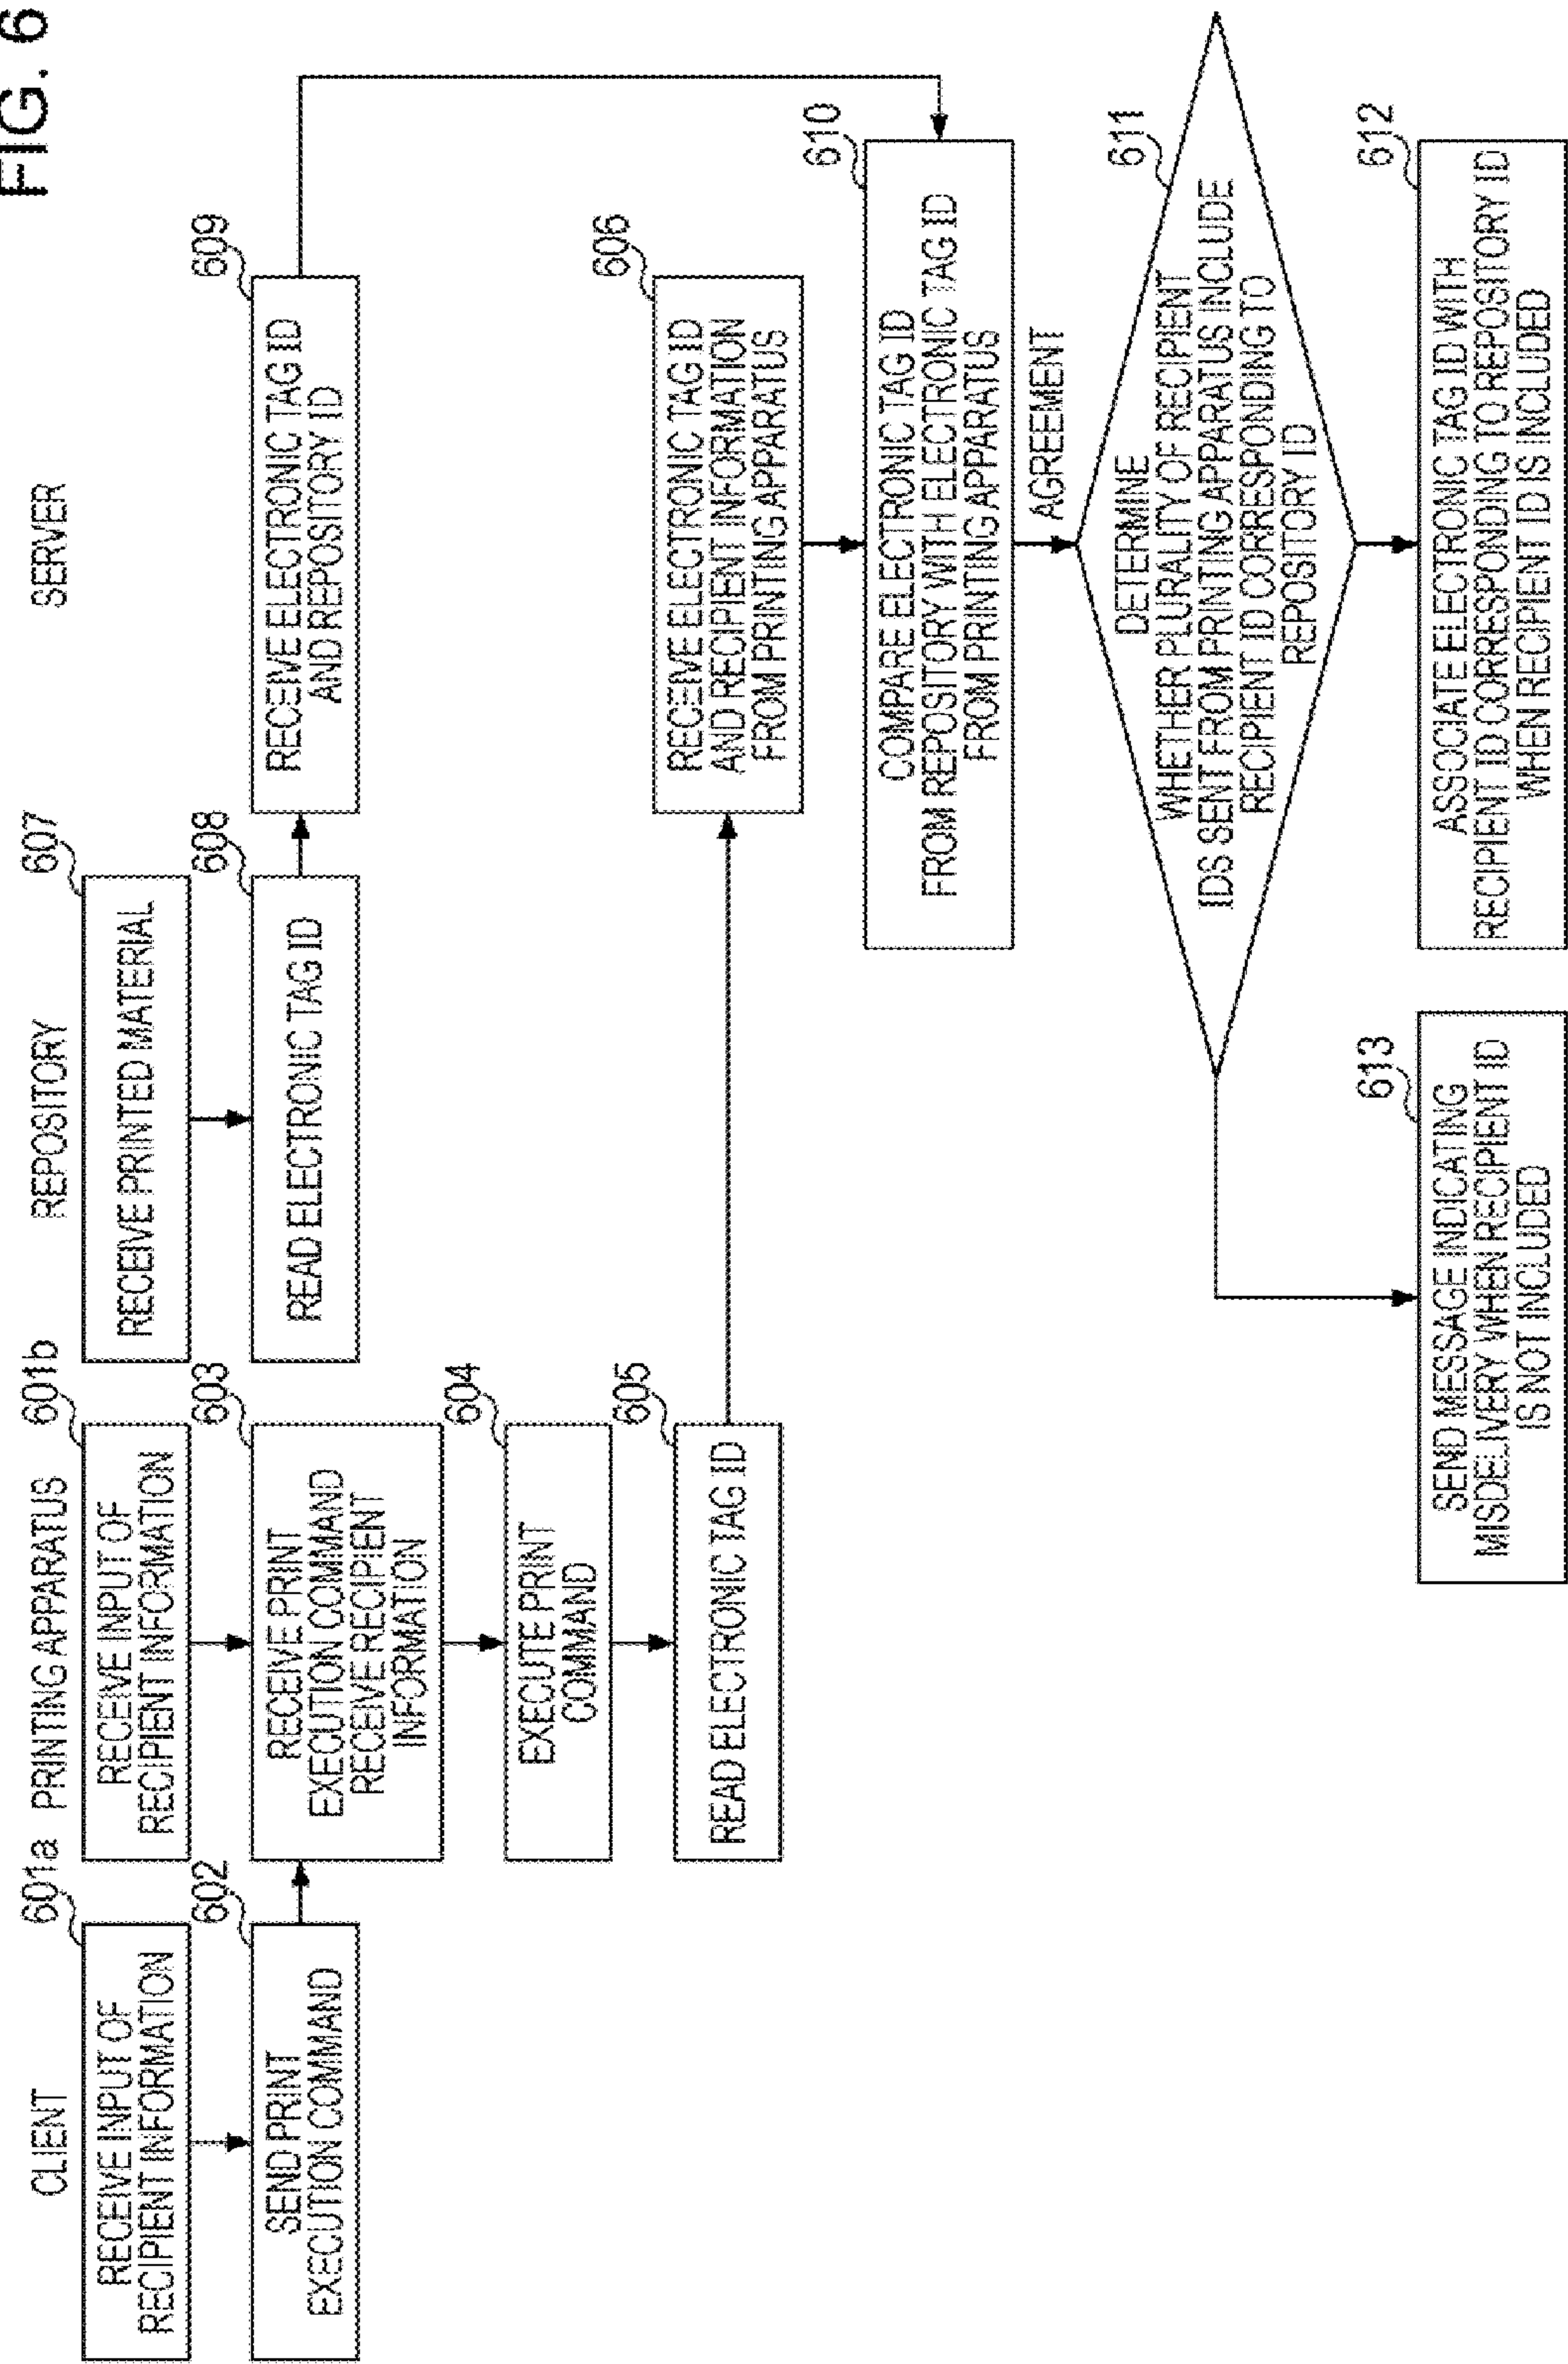 FIG. 6
CLIENT
601a
RECEIVE INPUT OF
RECIPIENT INFORMATION
602
SEND PRINT
EXECUTION COMMAND
PRINTING APPARATUS
601b
RECEIVE INPUT OF
RECIPIENT INFORMATION
603
RECEIVE PRINT
EXECUTION COMMAND
RECEIVE RECIPIENT
INFORMATION
604
EXECUTE PRINT
COMMAND
605
READ ELECTRONIC TAG ID
REPOSITORY
607
RECEIVE PRINTED MATERIAL
608
READ ELECTRONIC TAG ID
SERVER
609
RECEIVE ELECTRONIC TAG ID
AND REPOSITORY ID
606
RECEIVE ELECTRONIC TAG ID
AND RECIPIENT INFORMATION
FROM PRINTING APPARATUS
610
COMPARE ELECTRONIC TAG ID
FROM REPOSITORY WITH ELECTRONIC TAG ID
FROM PRINTING APPARATUS
AGREEMENT
611
DETERMINE
WHETHER PLURALITY OF RECIPIENT
IDS SENT FROM PRINTING APPARATUS INCLUDE
RECIPIENT ID CORRESPONDING TO
REPOSITORY ID
612
ASSOCIATE ELECTRONIC TAG ID WITH
RECIPIENT ID CORRESPONDING TO REPOSITORY ID
WHEN RECIPIENT ID IS INCLUDED
613
SEND MESSAGE INDICATING
MISDELIVERY WHEN RECIPIENT ID
IS NOT INCLUDED